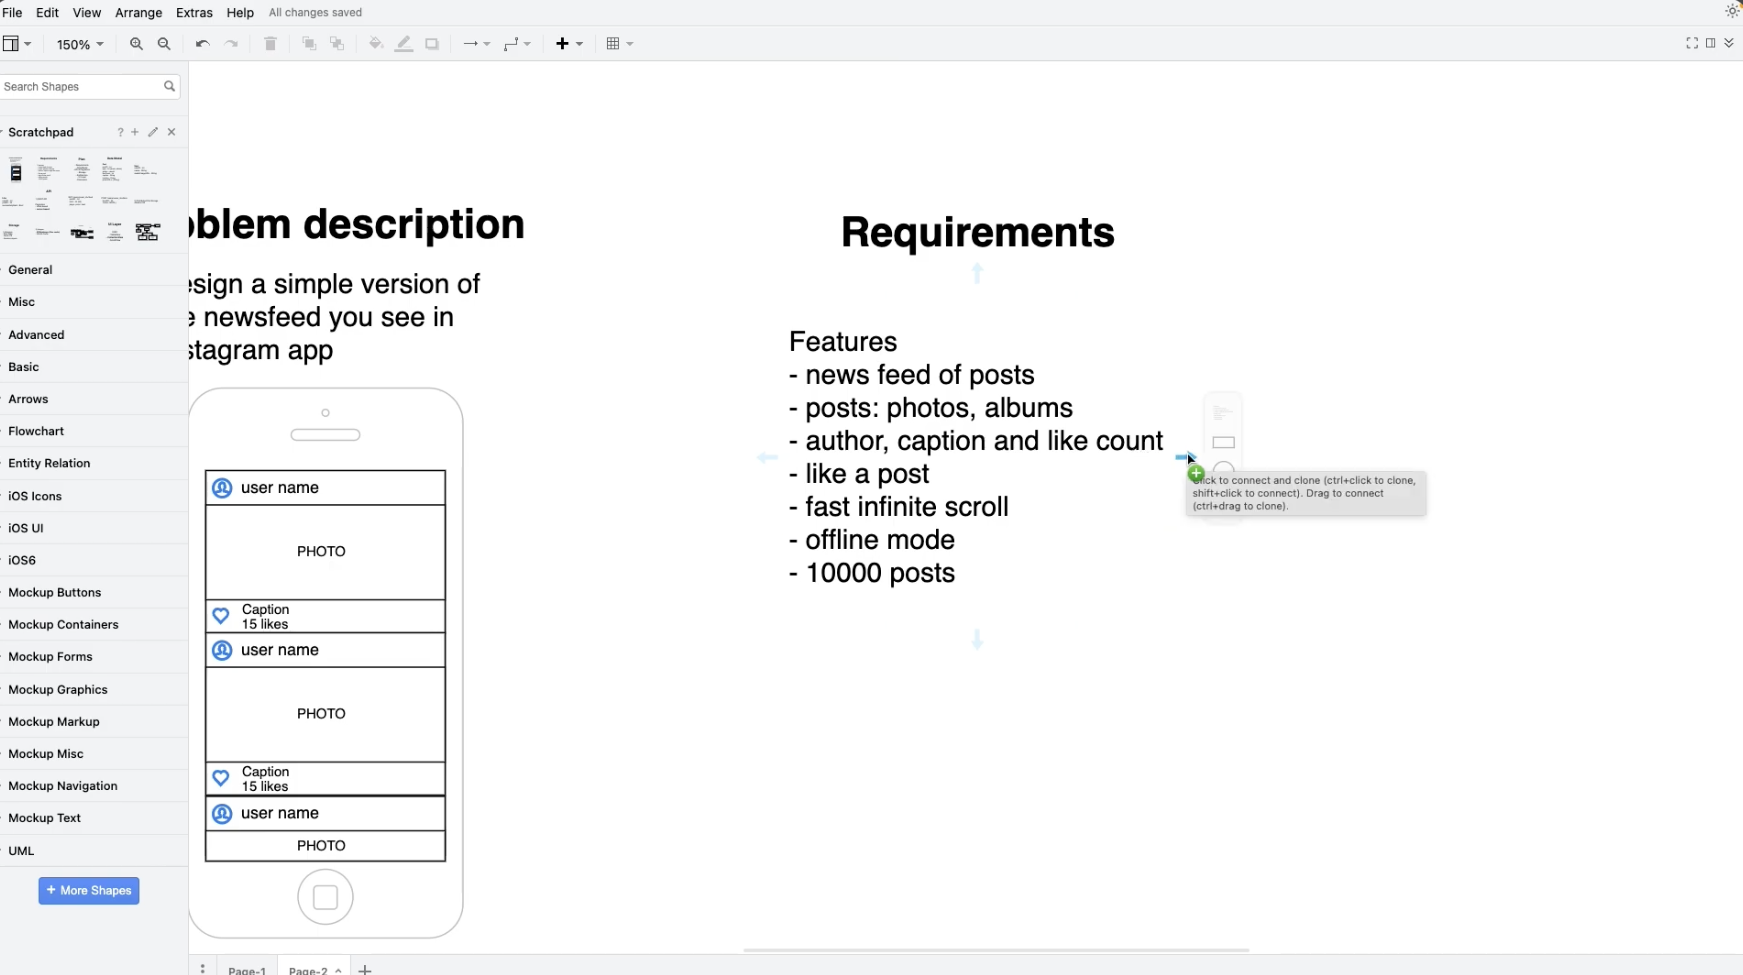 File Edit View Arrange Extras Help All changes saved
150%
Search Shapes
Scratchpad
General
Misc
Advanced
Basic
Arrows
Flowchart
Entity Relation
iOS Icons
iOS UI
iOS6
Mockup Buttons
Mockup Containers
Mockup Forms
Mockup Graphics
Mockup Markup
Mockup Misc
Mockup Navigation
Mockup Text
UML
+ More Shapes
oblem description
esign a simple version of
e newsfeed you see in
stagram app
user name
PHOTO
Caption
15 likes
user name
PHOTO
Caption
15 likes
user name
PHOTO
Requirements
Features
- news feed of posts
- posts: photos, albums
- author, caption and like count
- like a post
- fast infinite scroll
- offline mode
- 10000 posts
Click to connect and clone (ctrl+click to clone,
shift+click to connect). Drag to connect
(ctrl+drag to clone).
Page-1 Page-2